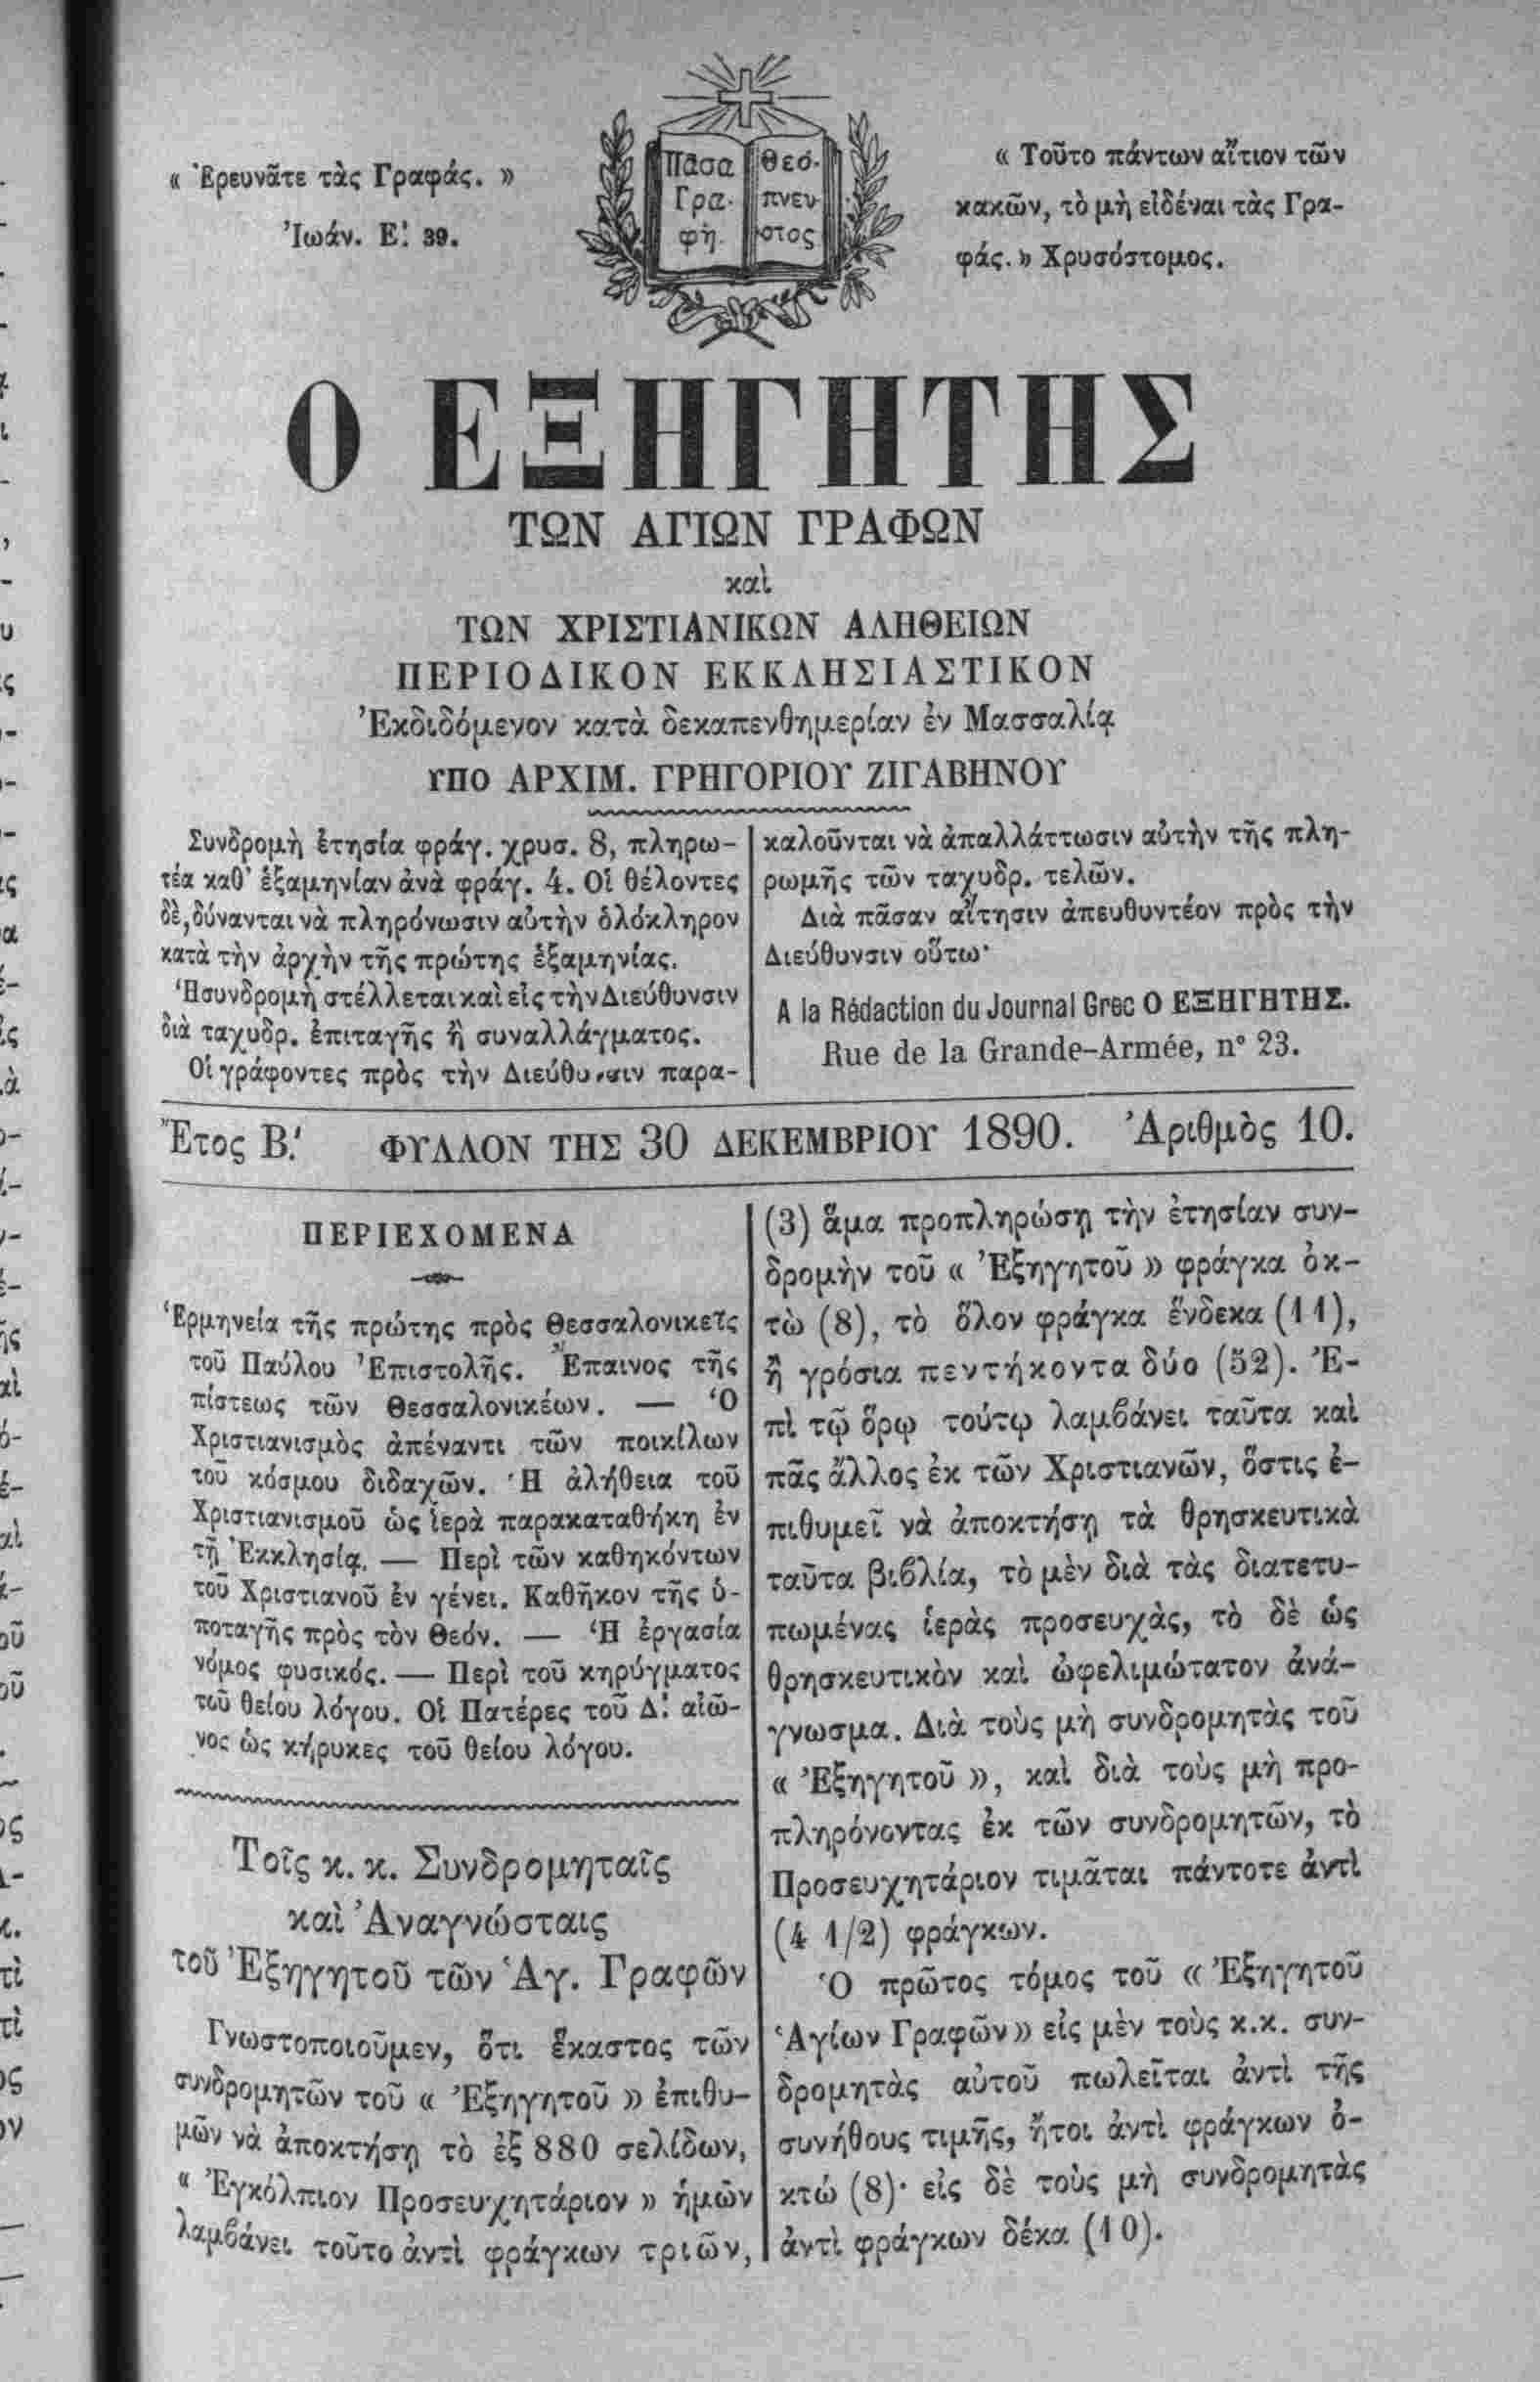 « Ἐρευνᾶτε τὰς Γραφάς. »
Ἰωάν. Ε'. 39.
Πᾶσα
Γρα-
φὴ
Θεό-
πνευ-
στος
« Τοῦτο πάντων αἴτιον τῶν
κακῶν, τὸ μὴ εἰδέναι τὰς Γρα-
φάς. » Χρυσόστομος.
Ο ΕΞΗΓΗΤΗΣ
ΤΩΝ ΑΓΙΩΝ ΓΡΑΦΩΝ
καὶ
ΤΩΝ ΧΡΙΣΤΙΑΝΙΚΩΝ ΑΛΗΘΕΙΩΝ
ΠΕΡΙΟΔΙΚΟΝ ΕΚΚΛΗΣΙΑΣΤΙΚΟΝ
Ἐκδιδόμενον κατὰ δεκαπενθημερίαν ἐν Μασσαλίᾳ
ΥΠΟ ΑΡΧΙΜ. ΓΡΗΓΟΡΙΟΥ ΖΙΓΑΒΗΝΟΥ
Συνδρομὴ ἐτησία φράγ. χρυσ. 8, πληρω-
τέα καθ' ἑξαμηνίαν ἀνὰ φράγ. 4. Οἱ θέλοντες
δὲ, δύνανται νὰ πληρόνωσιν αὐτὴν ὁλόκληρον
κατὰ τὴν ἀρχὴν τῆς πρώτης ἑξαμηνίας.
Ἡ συνδρομὴ στέλλεται καὶ εἰς τὴν Διεύθυνσιν
διὰ ταχυδρ. ἐπιταγῆς ἢ συναλλάγματος.
Οἱ γράφοντες πρὸς τὴν Διεύθυνσιν παρα-
καλοῦνται νὰ ἀπαλλάττωσιν αὐτὴν τῆς πλη-
ρωμῆς τῶν ταχυδρ. τελῶν.
Διὰ πᾶσαν αἴτησιν ἀπευθυντέον πρὸς τὴν
Διεύθυνσιν οὕτω·
A la Rédaction du Journal Grec Ο ΕΞΗΓΗΤΗΣ.
Rue de la Grande-Armée, n° 23.
Ἔτος Β'. ΦΥΛΛΟΝ ΤΗΣ 30 ΔΕΚΕΜΒΡΙΟΥ 1890. Ἀριθμὸς 10.
ΠΕΡΙΕΧΟΜΕΝΑ
Ἑρμηνεία τῆς πρώτης πρὸς Θεσσαλονικεῖς
τοῦ Παύλου Ἐπιστολῆς. Ἔπαινος τῆς
πίστεως τῶν Θεσσαλονικέων. — Ὁ
Χριστιανισμὸς ἀπέναντι τῶν ποικίλων
τοῦ κόσμου διδαχῶν. Ἡ ἀλήθεια τοῦ
Χριστιανισμοῦ ὡς ἱερὰ παρακαταθήκη ἐν
τῇ Ἐκκλησίᾳ. — Περὶ τῶν καθηκόντων
τοῦ Χριστιανοῦ ἐν γένει. Καθῆκον τῆς ὑ-
ποταγῆς πρὸς τὸν Θεόν. — Ἡ ἐργασία
νόμος φυσικός. — Περὶ τοῦ κηρύγματος
τοῦ θείου λόγου. Οἱ Πατέρες τοῦ Δ'. αἰῶ-
νος ὡς κήρυκες τοῦ θείου λόγου.
Τοῖς κ. κ. Συνδρομηταῖς
καὶ Ἀναγνώσταις
τοῦ Ἐξηγητοῦ τῶν Ἁγ. Γραφῶν
Γνωστοποιοῦμεν, ὅτι ἕκαστος τῶν
συνδρομητῶν τοῦ « Ἐξηγητοῦ » ἐπιθυ-
μῶν νὰ ἀποκτήσῃ τὸ ἐξ 880 σελίδων,
« Ἐγκόλπιον Προσευχητάριον » ἡμῶν
λαμβάνει τοῦτο ἀντὶ φράγκων τριῶν,
(3) ἅμα προπληρώσῃ τὴν ἐτησίαν συν-
δρομὴν τοῦ « Ἐξηγητοῦ » φράγκα ὀκ-
τὼ (8), τὸ ὅλον φράγκα ἕνδεκα (11),
ἢ γρόσια πεντήκοντα δύο (52). Ἐ-
πὶ τῷ ὅρῳ τούτῳ λαμβάνει ταῦτα καὶ
πᾶς ἄλλος ἐκ τῶν Χριστιανῶν, ὅστις ἐ-
πιθυμεῖ νὰ ἀποκτήσῃ τὰ θρησκευτικὰ
ταῦτα βιβλία, τὸ μὲν διὰ τὰς διατετυ-
πωμένας ἱερὰς προσευχὰς, τὸ δὲ ὡς
θρησκευτικὸν καὶ ὠφελιμώτατον ἀνά-
γνωσμα. Διὰ τοὺς μὴ συνδρομητὰς τοῦ
« Ἐξηγητοῦ », καὶ διὰ τοὺς μὴ προ-
πληρόνοντας ἐκ τῶν συνδρομητῶν, τὸ
Προσευχητάριον τιμᾶται πάντοτε ἀντὶ
(4 1/2) φράγκων.
Ὁ πρῶτος τόμος τοῦ « Ἐξηγητοῦ
Ἁγίων Γραφῶν » εἰς μὲν τοὺς κ.κ. συν-
δρομητὰς αὐτοῦ πωλεῖται ἀντὶ τῆς
συνήθους τιμῆς, ἤτοι ἀντὶ φράγκων ὀ-
κτώ (8)· εἰς δὲ τοὺς μὴ συνδρομητὰς
ἀντὶ φράγκων δέκα (10).